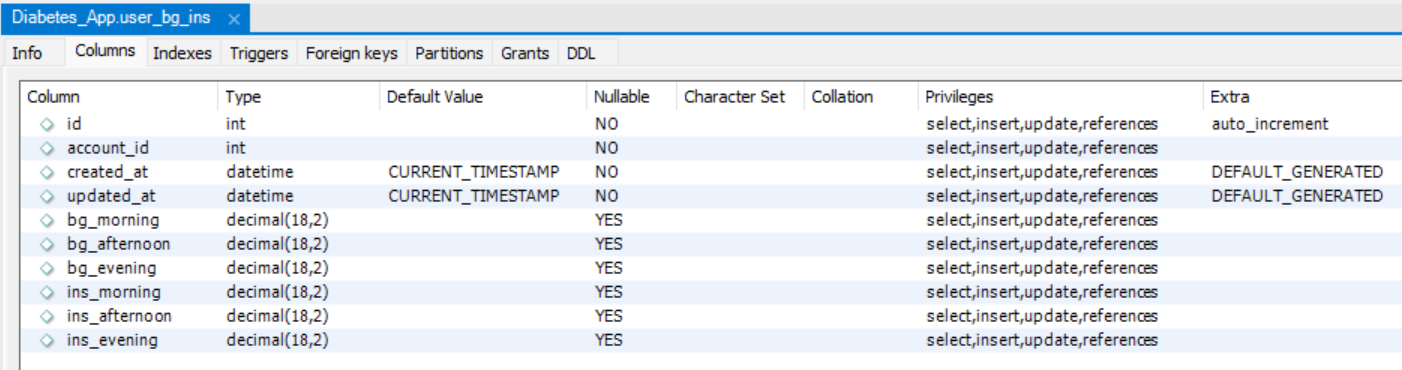 Diabetes_App.user_bg_ins ×
Info Columns Indexes Triggers Foreign keys Partitions Grants DDL
Column Type Default Value Nullable Character Set Collation Privileges Extra
id int NO select,insert,update,references auto_increment
account_id int NO select,insert,update,references
created_at datetime CURRENT_TIMESTAMP NO select,insert,update,references DEFAULT_GENERATED
updated_at datetime CURRENT_TIMESTAMP NO select,insert,update,references DEFAULT_GENERATED
bg_morning decimal(18,2) YES select,insert,update,references
bg_afternoon decimal(18,2) YES select,insert,update,references
bg_evening decimal(18,2) YES select,insert,update,references
ins_morning decimal(18,2) YES select,insert,update,references
ins_afternoon decimal(18,2) YES select,insert,update,references
ins_evening decimal(18,2) YES select,insert,update,references